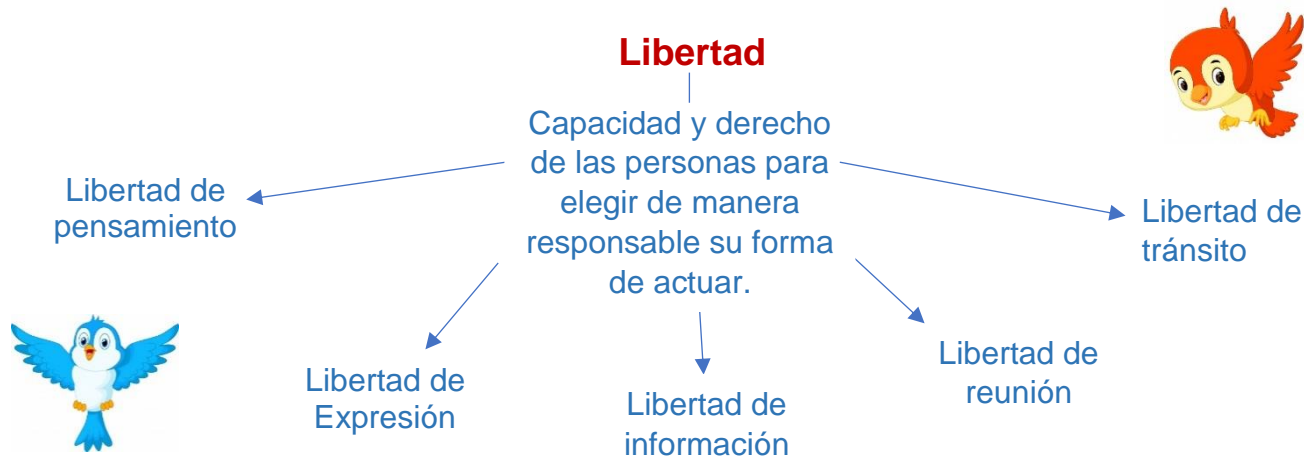 Libertad
Capacidad y derecho
de las personas para
elegir de manera
responsable su forma
de actuar.
Libertad de
pensamiento
Libertad de
Expresión
Libertad de
información
Libertad de
reunión
Libertad de
tránsito